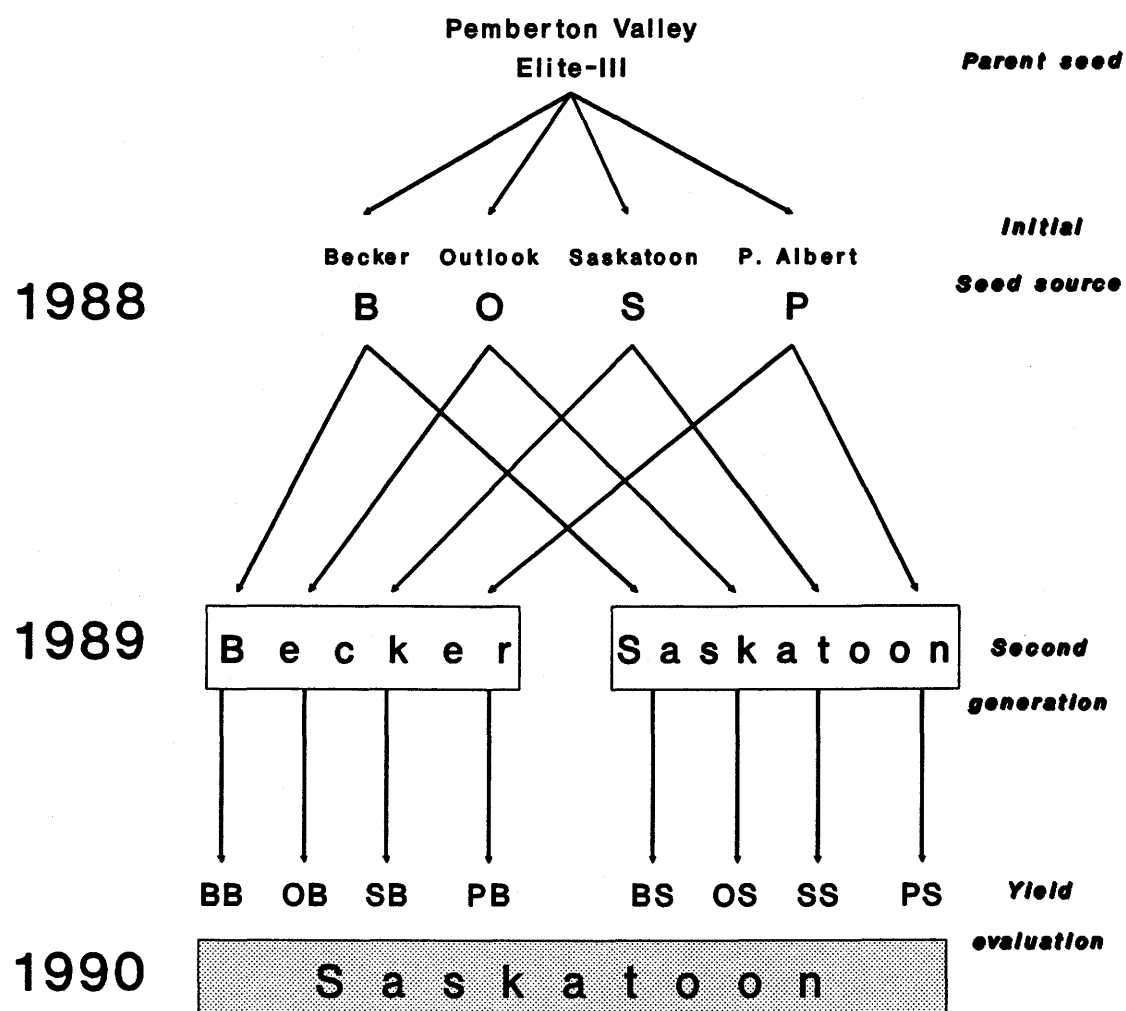 Pemberton Valley
Elite-III
Parent seed
Initial
Becker Outlook Saskatoon P. Albert
Seed source
1988 B O S P
1989 Becker Saskatoon Second
generation
BB OB SB PB BS OS SS PS Yield
evaluation
1990 Saskatoon